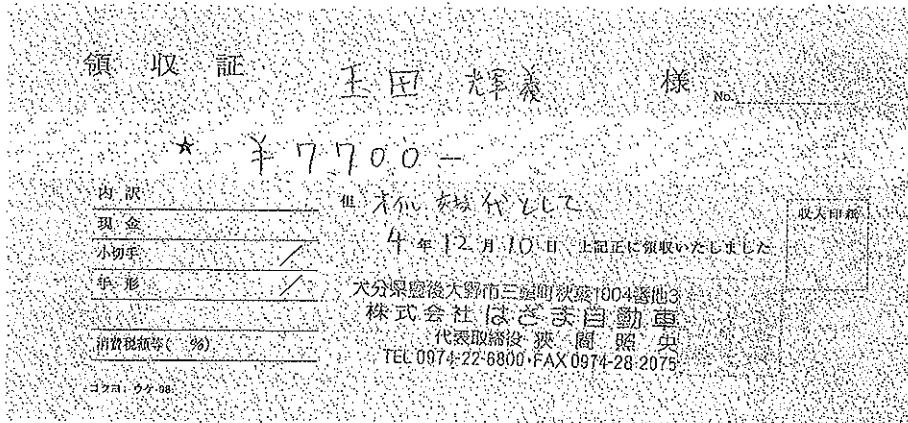 領収証 玉田 輝義 様 No.
★ ¥7700-
内訳 但 代として
現金 収入印紙
小切手 / 4年12月10日 上記正に領収いたしました
手形 /
大分県豊後大野市三重町秋葉1004番地3
株式会社はざま自動車
代表取締役 狭間照央
消費税額等( %)
TEL 0974-22-6800・FAX 0974-28-2075
コクヨ ウケ-98